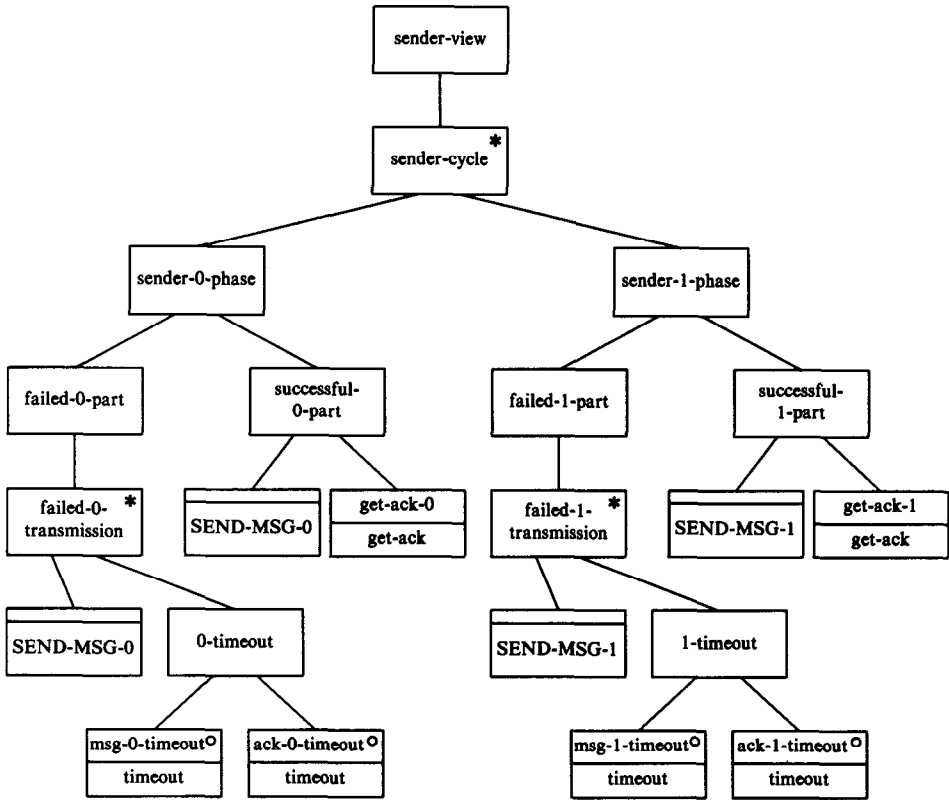 sender-view
sender-cycle *
sender-0-phase
sender-1-phase
failed-0-part
successful-
0-part
failed-1-part
successful-
1-part
failed-0- *
transmission
SEND-MSG-0
get-ack-0
get-ack
failed-1- *
transmission
SEND-MSG-1
get-ack-1
get-ack
SEND-MSG-0
0-timeout
SEND-MSG-1
1-timeout
msg-0-timeout o
timeout
ack-0-timeout o
timeout
msg-1-timeout o
timeout
ack-1-timeout o
timeout